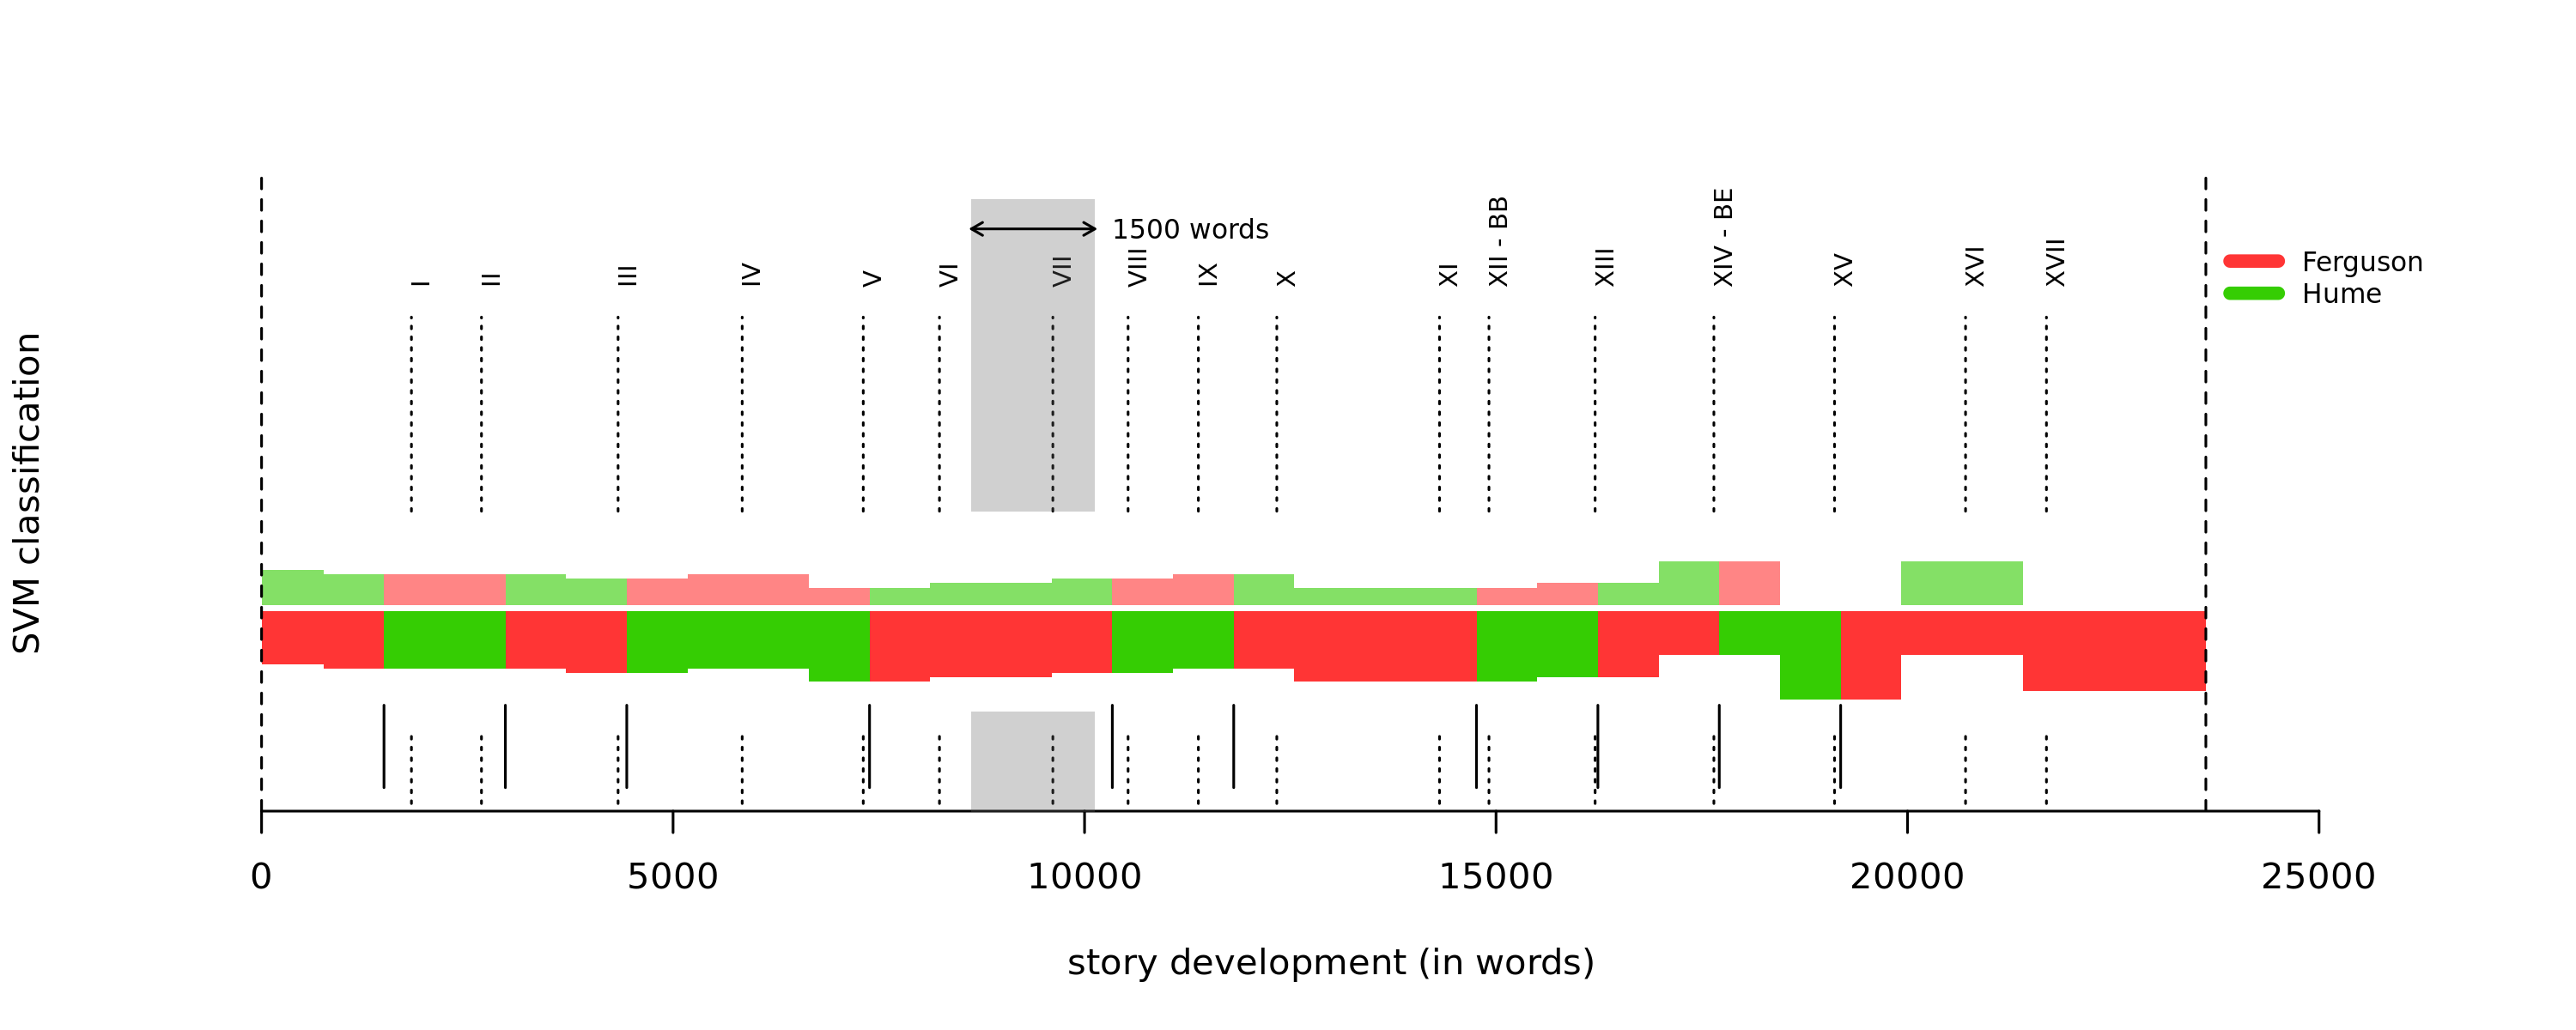 XII - BB
XIV - BE
1500 words
I
II
III
IV
V
VI
VII
VIII
IX
X
XI
XIII
XV
XVI
XVII
Ferguson
Hume
SVM classification
0
5000
10000
15000
20000
25000
story development (in words)